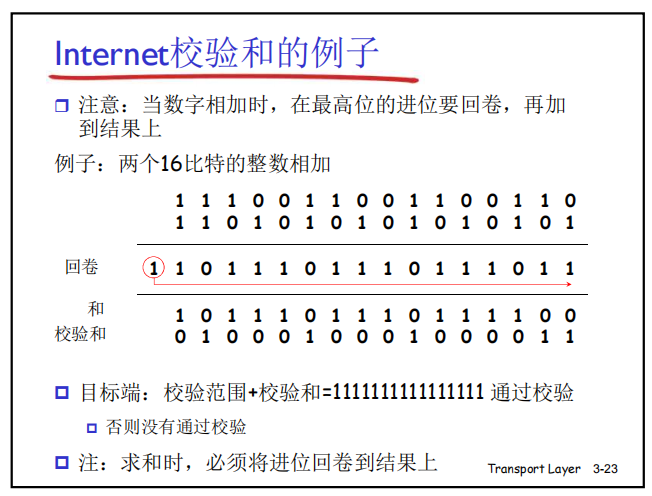 Internet校验和的例子
注意：当数字相加时，在最高位的进位要回卷，再加
到结果上
例子：两个16比特的整数相加
1 1 1 0 0 1 1 0 0 1 1 0 0 1 1 0
1 1 0 1 0 1 0 1 0 1 0 1 0 1 0 1
回卷 1 1 0 1 1 1 0 1 1 1 0 1 1 1 0 1 1
和 1 0 1 1 1 0 1 1 1 0 1 1 1 1 0 0
校验和 0 1 0 0 0 1 0 0 0 1 0 0 0 0 1 1
目标端：校验范围+校验和=1111111111111111 通过校验
否则没有通过校验
注：求和时，必须将进位回卷到结果上
Transport Layer 3-23